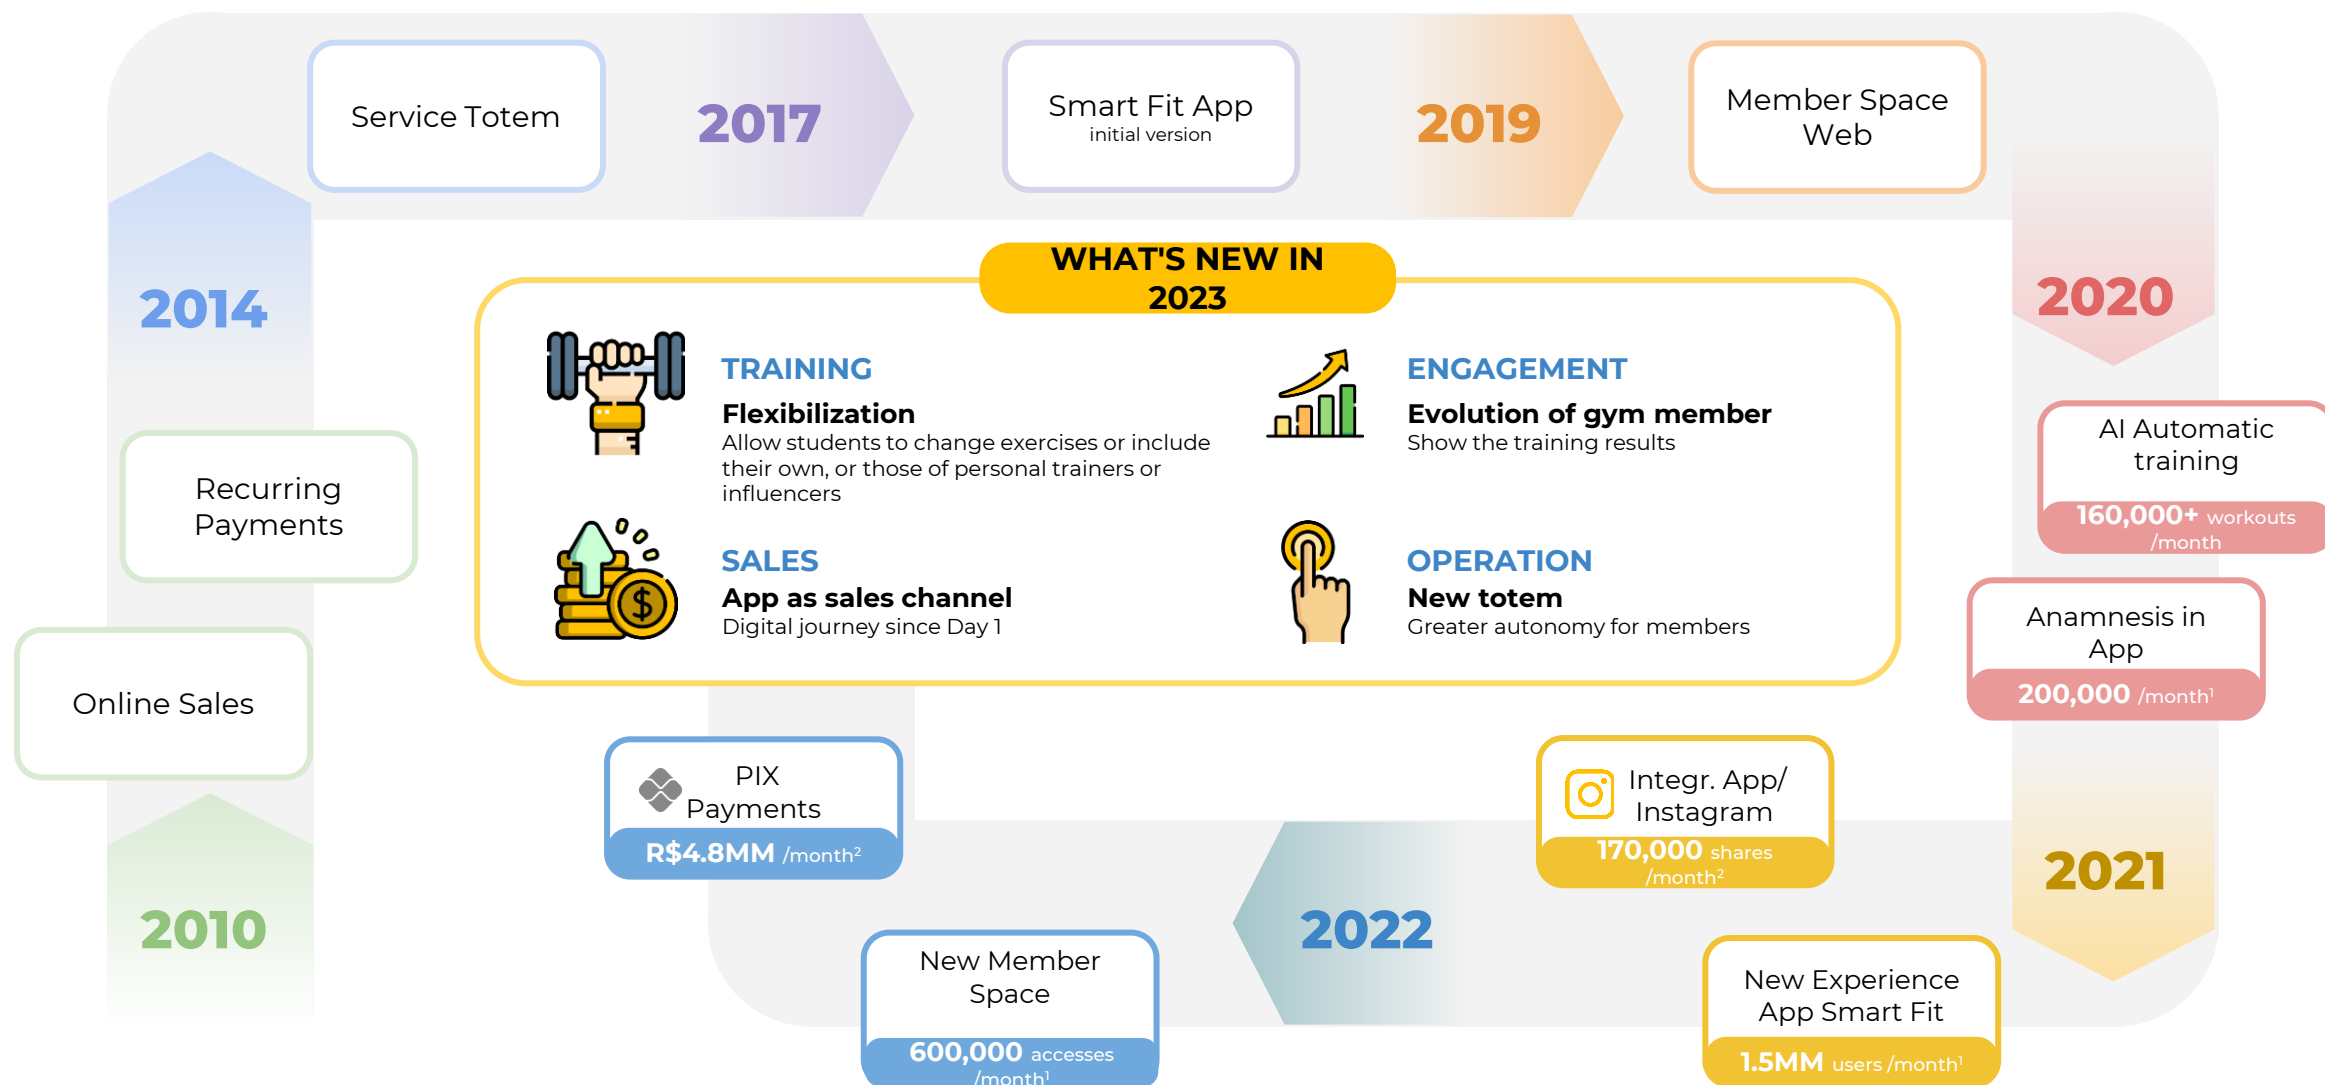 2010
Online Sales
Recurring
Payments
2014
Service Totem
2017
Smart Fit App
initial version
2019
Member Space
Web
2020
AI Automatic
training
160,000+ workouts
/month
Anamnesis in
App
200,000 /month¹
2021
New Experience
App Smart Fit
1.5MM users /month¹
Integr. App/
Instagram
170,000 shares
/month²
2022
New Member
Space
600,000 accesses
/month¹
PIX
Payments
R$4.8MM /month²
WHAT'S NEW IN
2023
TRAINING
Flexibilization
Allow students to change exercises or include
their own, or those of personal trainers or
influencers
ENGAGEMENT
Evolution of gym member
Show the training results
SALES
App as sales channel
Digital journey since Day 1
OPERATION
New totem
Greater autonomy for members